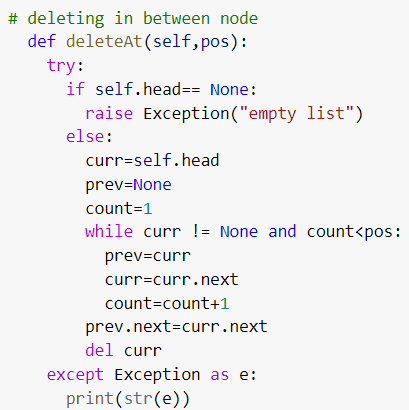 # deleting in between node
def deleteAt(self,pos):
try:
if self.head== None:
raise Exception("empty list")
else:
curr=self.head
prev=None
count=1
while curr != None and count<pos:
prev=curr
curr=curr.next
count=count+1
prev.next=curr.next
del curr
except Exception as e:
print(str(e))